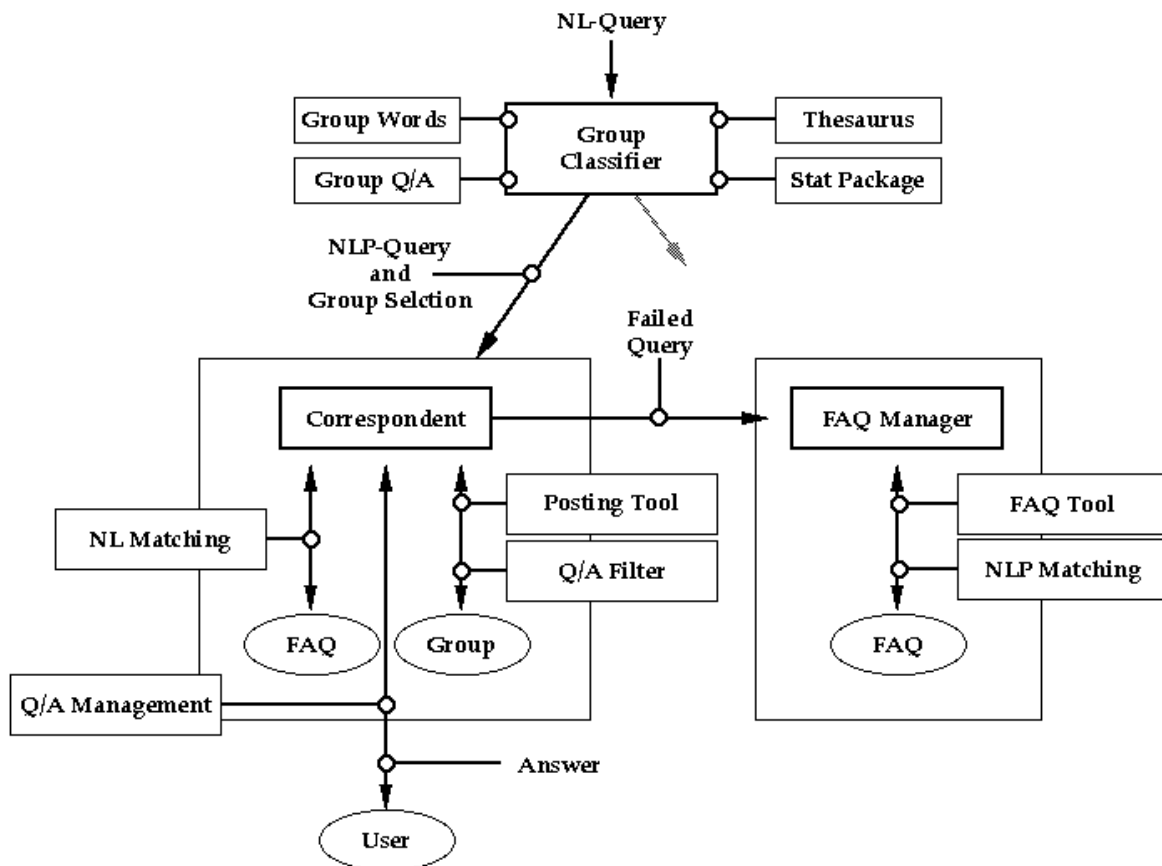 NL-Query
Group Words
Group
Classifier
Thesaurus
Group Q/A
Stat Package
NLP-Query
and
Group Selction
Failed
Query
Correspondent
FAQ Manager
Posting Tool
FAQ Tool
NL Matching
Q/A Filter
NLP Matching
FAQ
Group
FAQ
Q/A Management
Answer
User